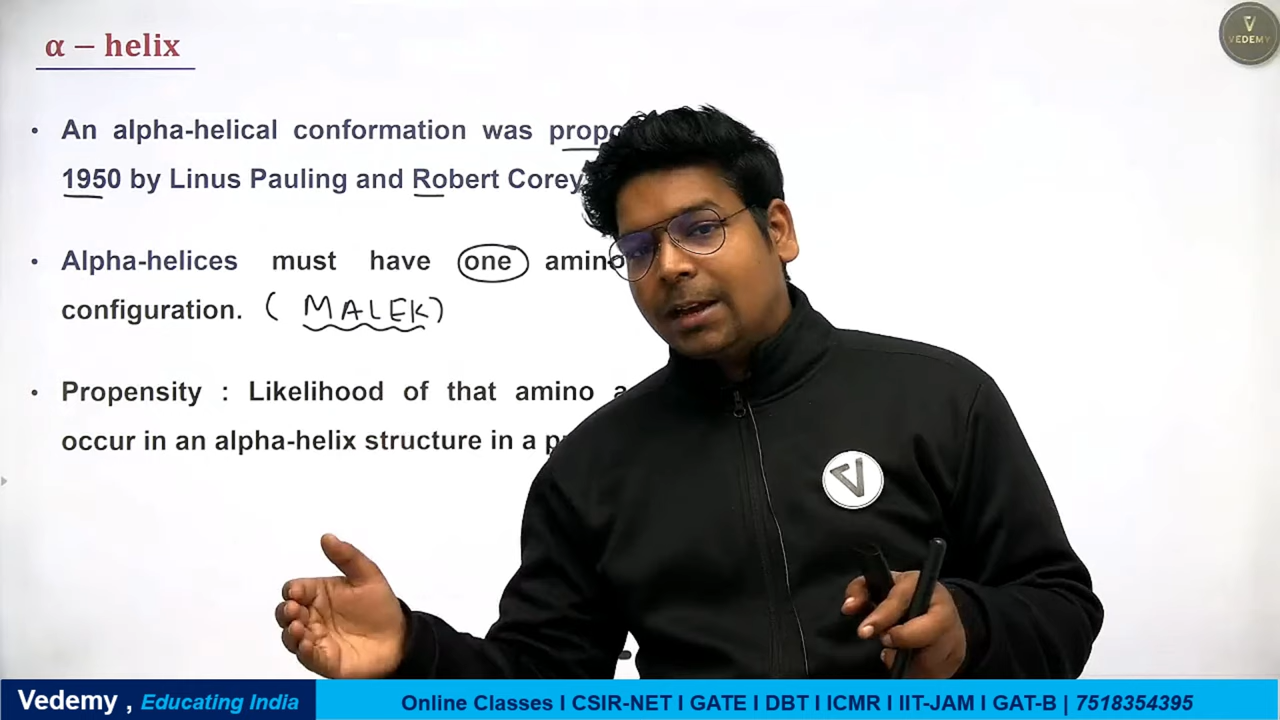 α – helix
VEDEMY
An alpha-helical conformation was
1950 by Linus Pauling and Robert Corey
Alpha-helices must have one amino
configuration. ( MALEK)
Propensity : Likelihood of that amino
occur in an alpha-helix structure in a
Vedemy , Educating India
Online Classes I CSIR-NET I GATE I DBT I ICMR I IIT-JAM I GAT-B | 7518354395